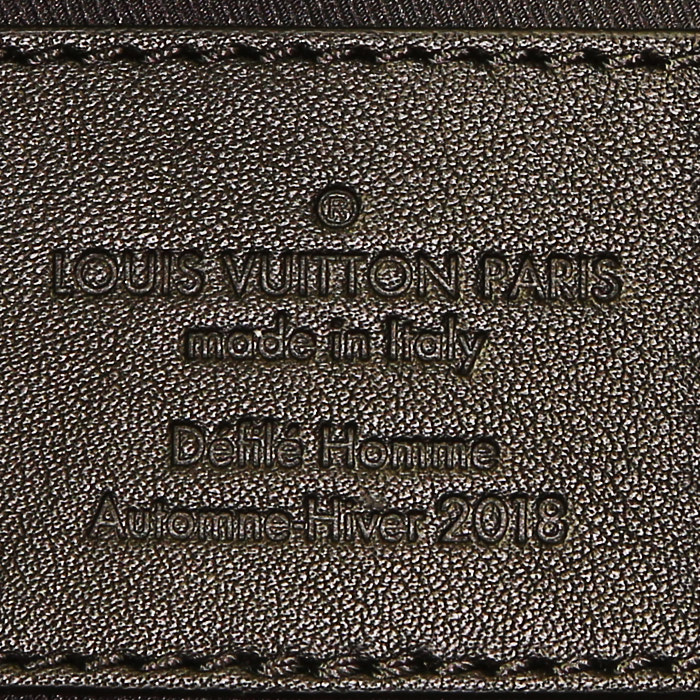 ®
LOUIS VUITTON PARIS
made in Italy
Défilé Homme
Automne-Hiver 2018